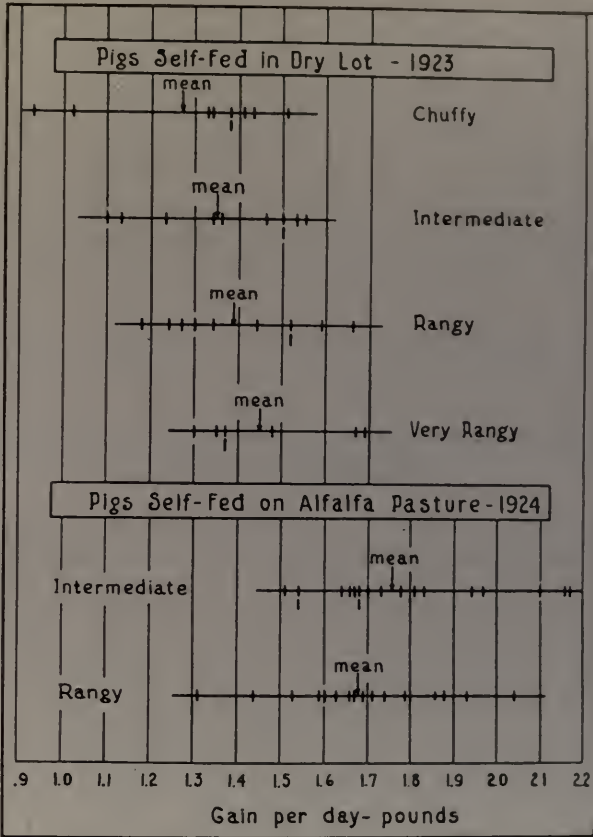 Pigs Self-Fed in Dry Lot - 1923
mean
Chuffy
mean
Intermediate
mean
Rangy
mean
Very Rangy
Pigs Self-Fed on Alfalfa Pasture-1924
mean
Intermediate
mean
Rangy
.9 1.0 1.1 1.2 1.3 1.4 1.5 1.6 1.7 1.8 1.9 2.0 2.1 2.2
Gain per day- pounds